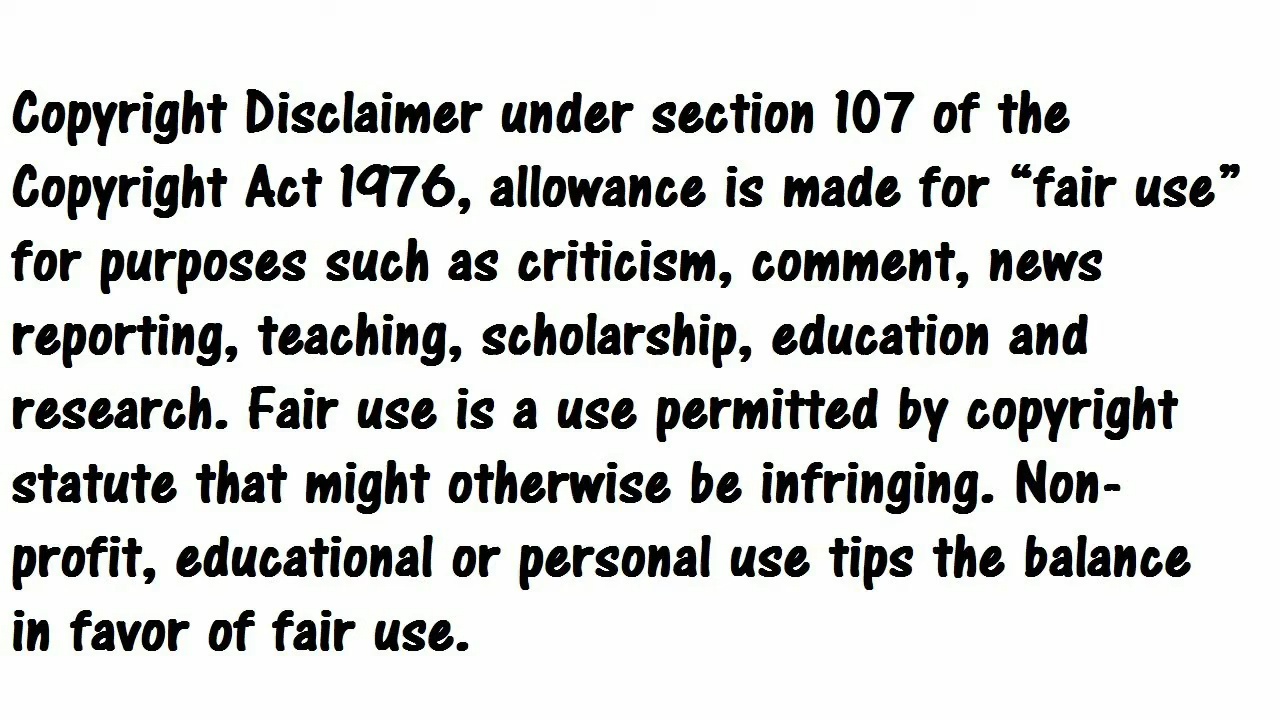 Copyright Disclaimer under section 107 of the
Copyright Act 1976, allowance is made for “fair use”
for purposes such as criticism, comment, news
reporting, teaching, scholarship, education and
research. Fair use is a use permitted by copyright
statute that might otherwise be infringing. Non-
profit, educational or personal use tips the balance
in favor of fair use.